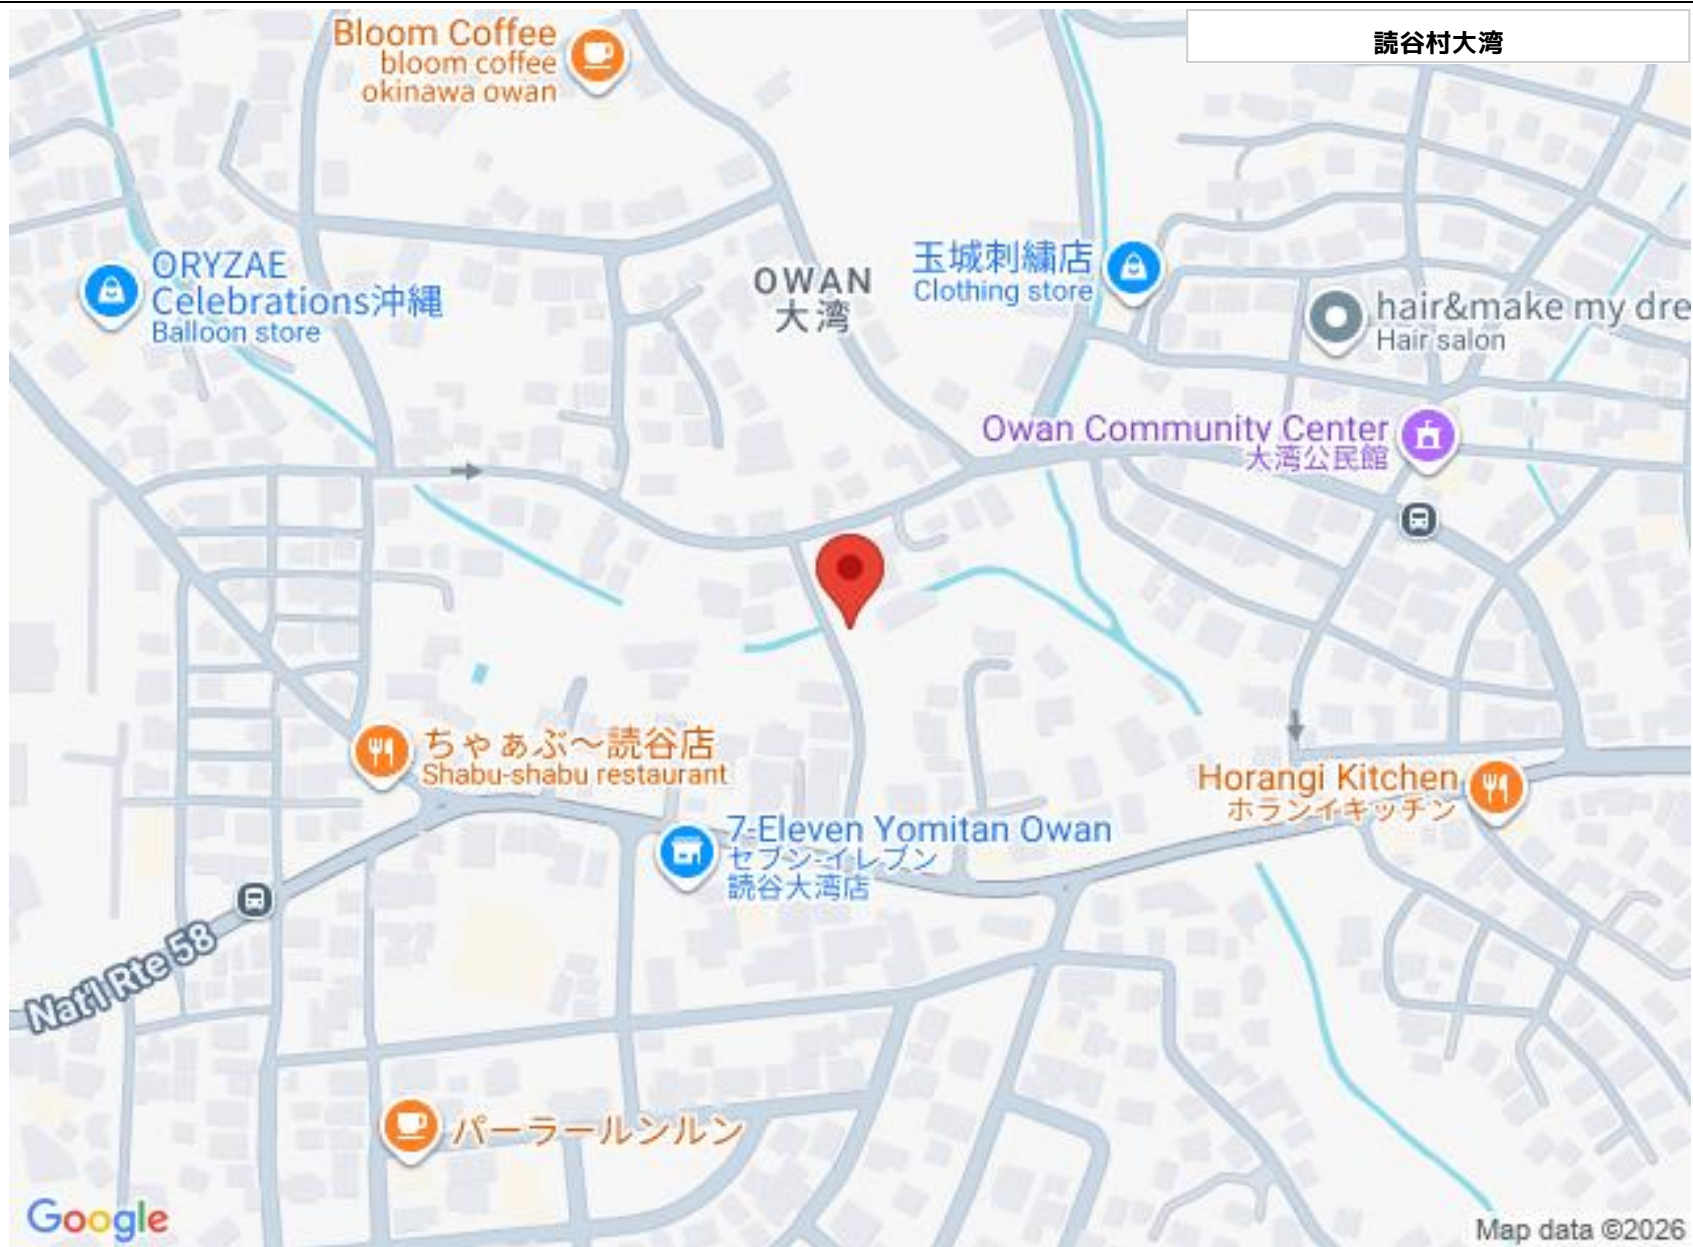 読谷村大湾
Bloom Coffee
bloom coffee
okinawa owan
ORYZAE
Celebrations沖縄
Balloon store
OWAN
大湾
玉城刺繍店
Clothing store
hair&make my dre
Hair salon
Owan Community Center
大湾公民館
ちゃぁぶ～読谷店
Shabu-shabu restaurant
Horangi Kitchen
ホランイキッチン
7-Eleven Yomitan Owan
セブン-イレブン
読谷大湾店
Nat'l Rte 58
パーラールンルン
Google
Map data ©2026